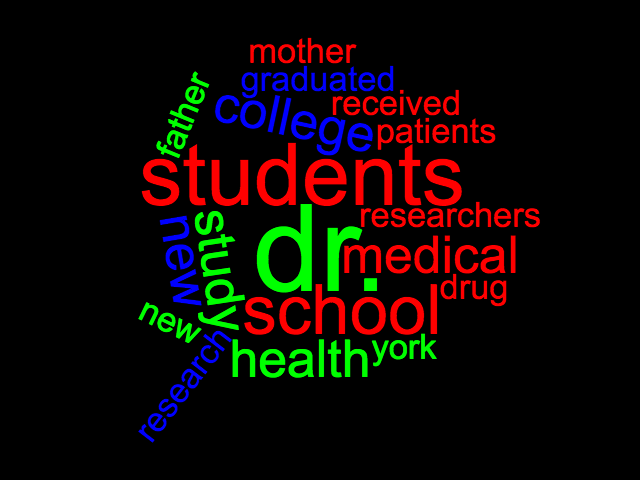 mother
graduated
father
college
received
patients
students
researchers
new
study
dr.
medical
drug
school
new
york
health
research